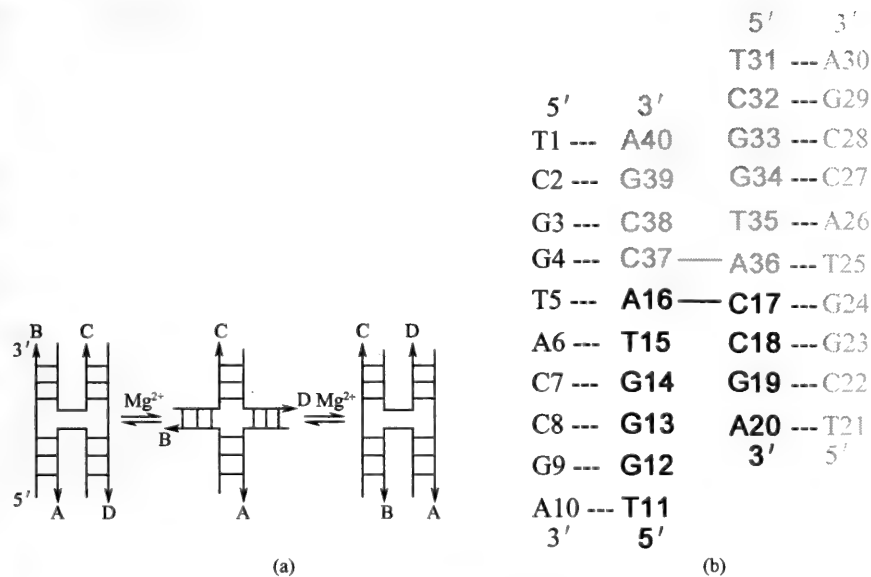 B C C C D
3′
Mg²⁺ D Mg²⁺
B
5′
A D A B A
(a)
5′ 3′
T31 --- A30
C32 --- G29
5′ 3′
T1 --- A40 G33 --- C28
C2 --- G39 G34 --- C27
G3 --- C38 T35 --- A26
G4 --- C37 — A36 --- T25
T5 --- A16 — C17 --- G24
A6 --- T15 C18 --- G23
C7 --- G14 G19 --- C22
C8 --- G13 A20 --- T21
G9 --- G12 3′ 5′
A10 --- T11
3′ 5′
(b)